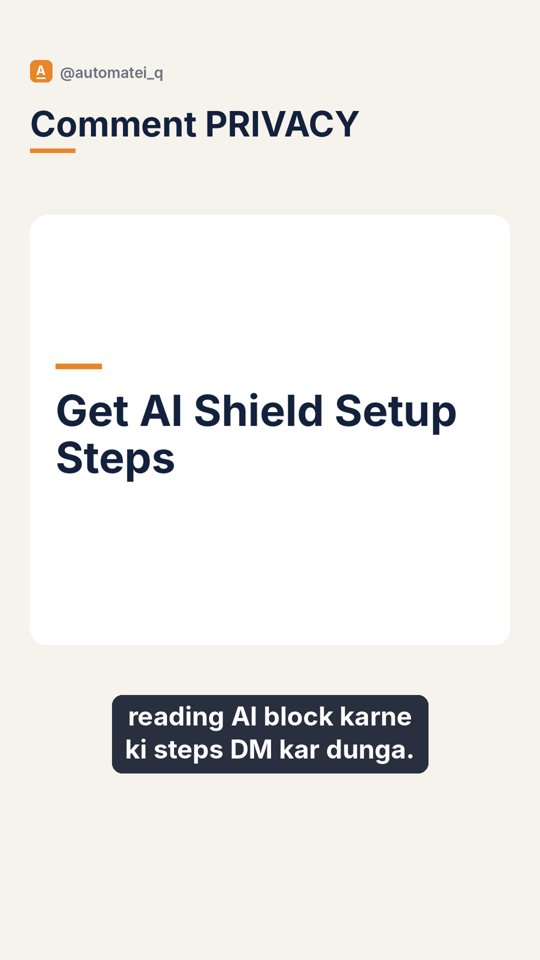 A
@automatei_q
Comment PRIVACY
Get AI Shield Setup
Steps
reading AI block karne
ki steps DM kar dunga.